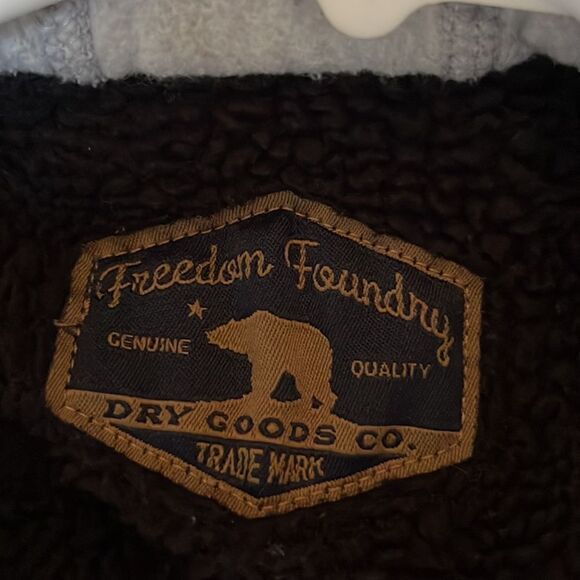 Freedom Foundry
GENUINE
QUALITY
DRY GOODS CO.
TRADE MARK